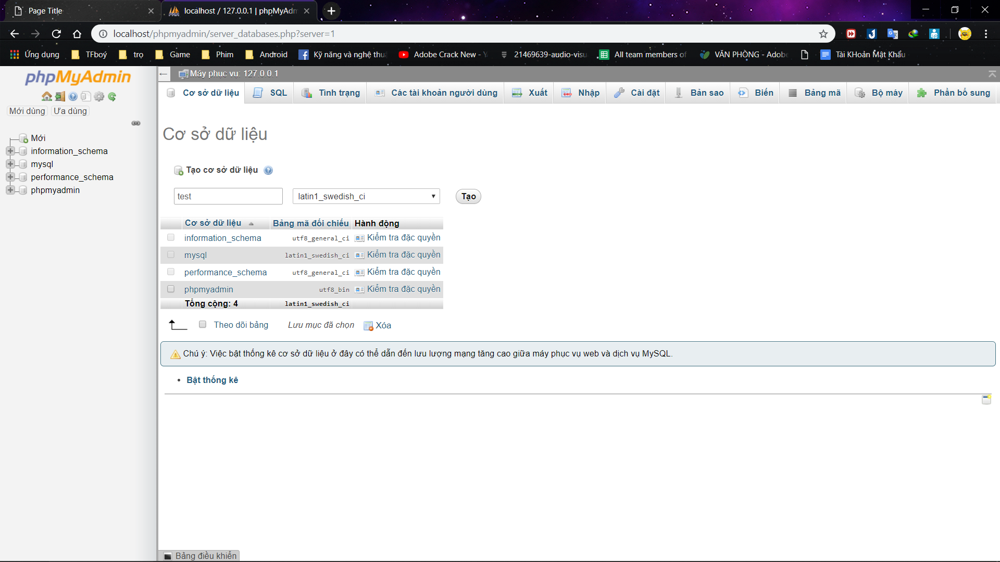 Page Title
localhost / 127.0.0.1 | phpMyAdm
localhost/phpmyadmin/server_databases.php?server=1
Ứng dụng
TFboý
tro
Game
Phim
Android
Kỹ năng và nghệ thuậ
Adobe Crack New - Y
21469639-audio-visu
All team members of
VĂN PHÒNG - Adobe
Tài KHoản Mật Khẩu
phpMyAdmin
Mới dùng
Ưa dùng
Mới
information_schema
mysql
performance_schema
phpmyadmin
Máy phục vụ: 127.0.0.1
Cơ sở dữ liệu
SQL
Tình trạng
Các tài khoản người dùng
Xuất
Nhập
Cài đặt
Bản sao
Biến
Bảng mã
Bộ máy
Phần bổ sung
Cơ sở dữ liệu
Tạo cơ sở dữ liệu
test
latin1_swedish_ci
Tạo
Cơ sở dữ liệu Bảng mã đối chiếu Hành động
information_schema utf8_general_ci Kiểm tra đặc quyền
mysql latin1_swedish_ci Kiểm tra đặc quyền
performance_schema utf8_general_ci Kiểm tra đặc quyền
phpmyadmin utf8_bin Kiểm tra đặc quyền
Tổng cộng: 4 latin1_swedish_ci
Theo dõi bảng Lưu mục đã chọn Xóa
Chú ý: Việc bật thống kê cơ sở dữ liệu ở đây có thể dẫn đến lưu lượng mạng tăng cao giữa máy phục vụ web và dịch vụ MySQL.
Bật thống kê
Bảng điều khiển